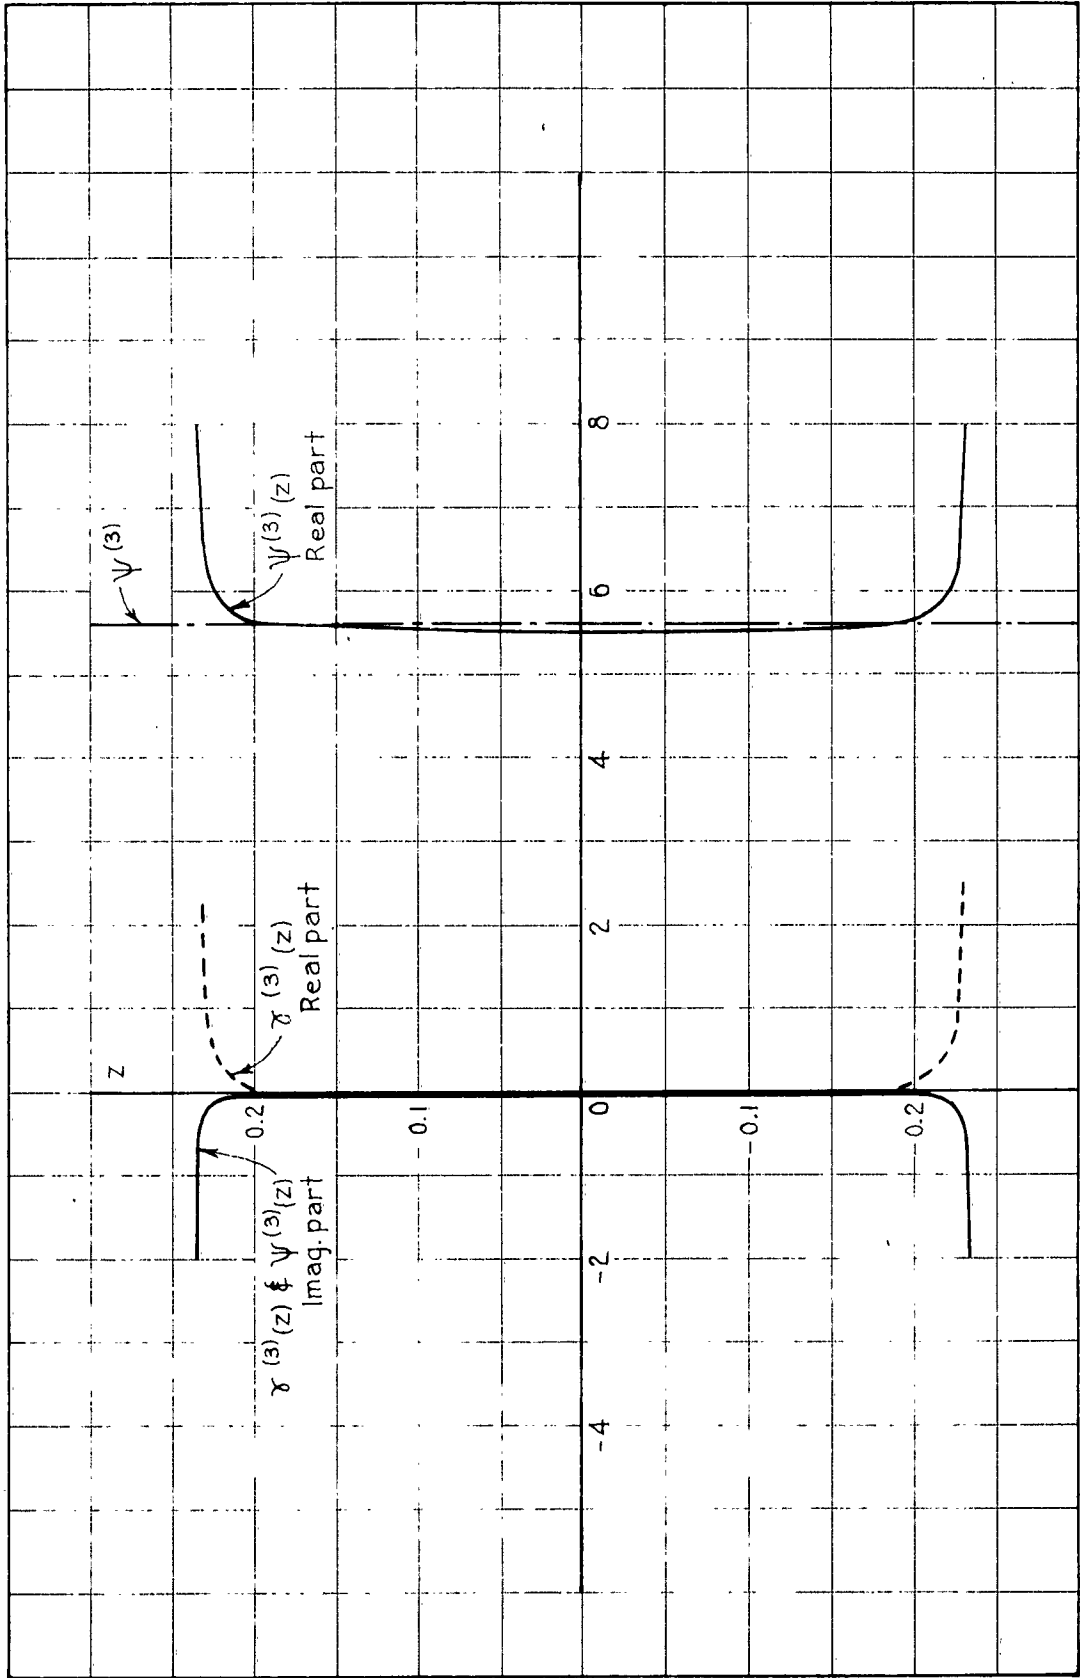 z
ψ⁽³⁾
0.2
γ⁽³⁾(z) & ψ⁽³⁾(z)
Imag. part
γ⁽³⁾(z)
Real part
ψ⁽³⁾(z)
Real part
0.1
-4
-2
0
2
4
6
8
-0.1
-0.2